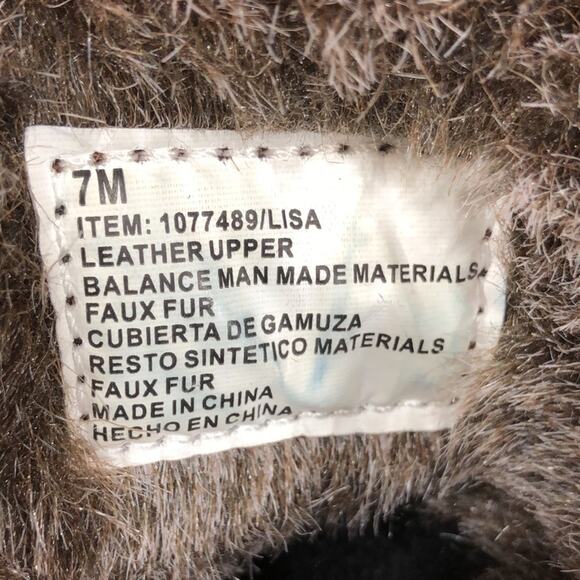 7M
ITEM: 1077489/LISA
LEATHER UPPER
BALANCE MAN MADE MATERIALS
FAUX FUR
CUBIERTA DE GAMUZA
RESTO SINTETICO MATERIALS
FAUX FUR
MADE IN CHINA
HECHO EN CHINA